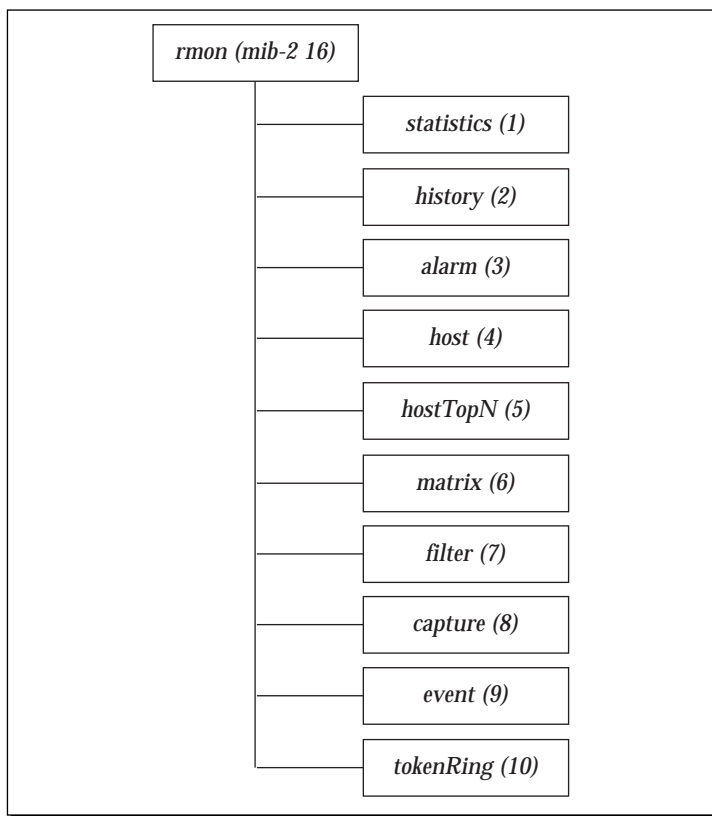 rmon (mib-2 16)
statistics (1)
history (2)
alarm (3)
host (4)
hostTopN (5)
matrix (6)
filter (7)
capture (8)
event (9)
tokenRing (10)